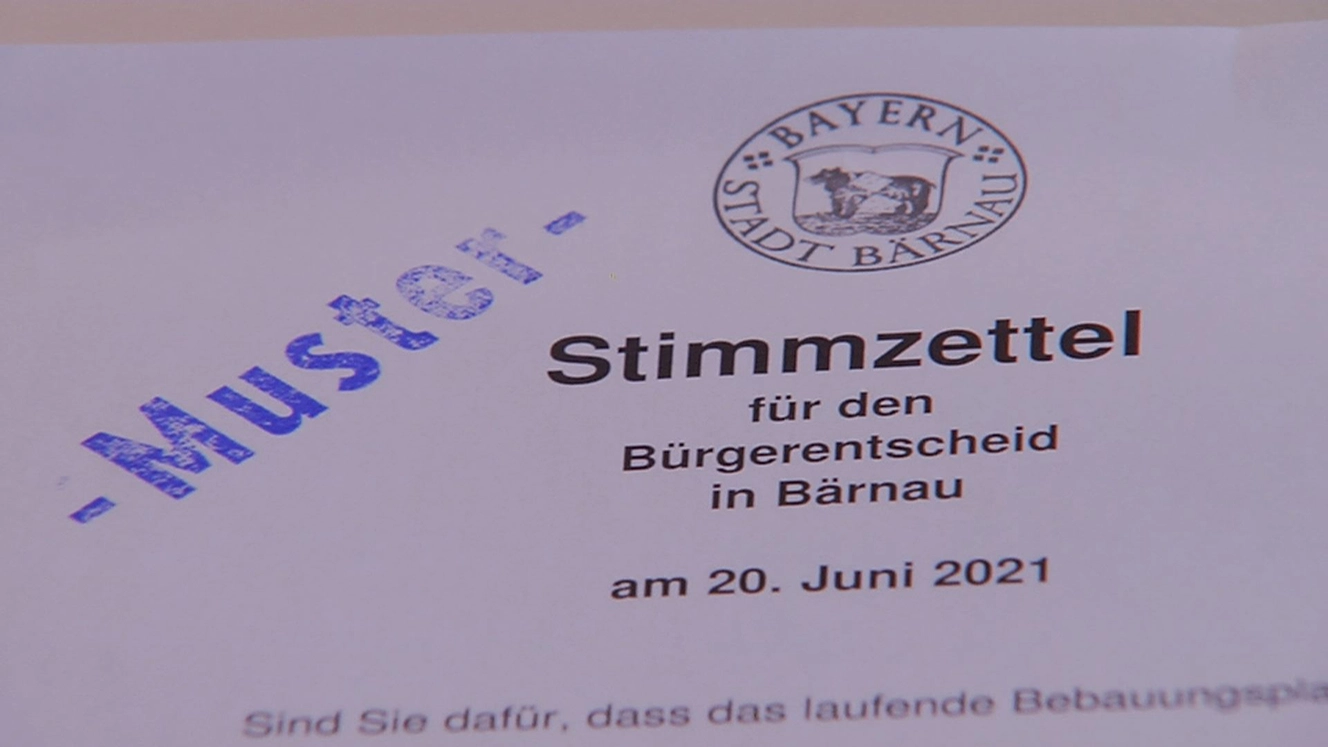 BAYERN
STADT BÄRNAU
- Muster -
Stimmzettel
für den
Bürgerentscheid
in Bärnau
am 20. Juni 2021
Sind Sie dafür, dass das laufende Bebauungspla